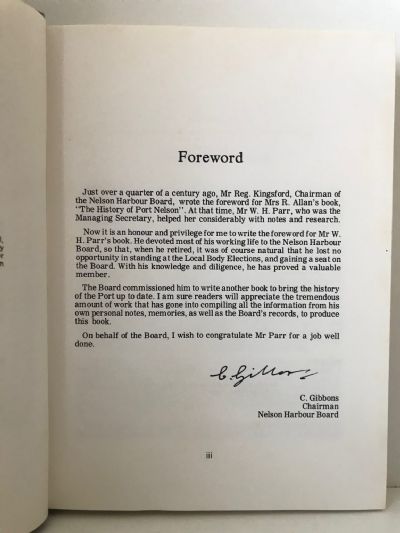 Foreword
Just over a quarter of a century ago, Mr Reg. Kingsford, Chairman of
the Nelson Harbour Board, wrote the foreword for Mrs R. Allan's book,
"The History of Port Nelson". At that time, Mr W. H. Parr, who was the
Managing Secretary, helped her considerably with notes and research.
Now it is an honour and privilege for me to write the foreword for Mr W.
H. Parr's book. He devoted most of his working life to the Nelson Harbour
Board, so that, when he retired, it was of course natural that he lost no
opportunity in standing at the Local Body Elections, and gaining a seat on
the Board. With his knowledge and diligence, he has proved a valuable
member.
The Board commissioned him to write another book to bring the history
of the Port up to date. I am sure readers will appreciate the tremendous
amount of work that has gone into compiling all the information from his
own personal notes, memories, as well as the Board's records, to produce
this book.
On behalf of the Board, I wish to congratulate Mr Parr for a job well
done.
C. Gibbons
C. Gibbons
Chairman
Nelson Harbour Board
iii